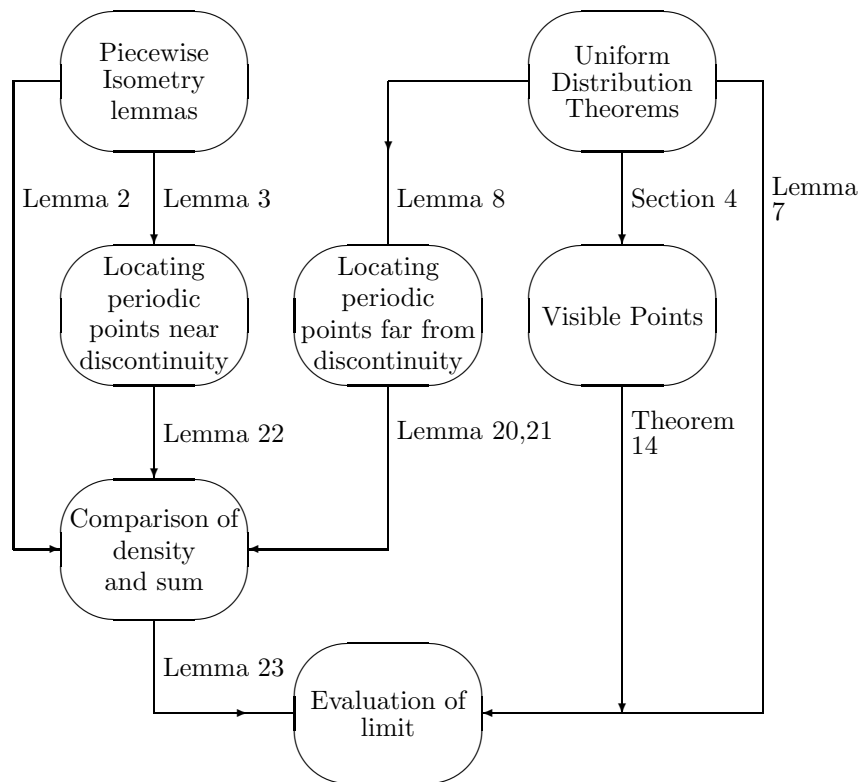 Piecewise
Isometry
lemmas
Uniform
Distribution
Theorems
Lemma 2
Lemma 3
Lemma 8
Section 4
Lemma
7
Locating
periodic
points near
discontinuity
Locating
periodic
points far from
discontinuity
Visible Points
Lemma 22
Lemma 20,21
Theorem
14
Comparison of
density
and sum
Lemma 23
Evaluation of
limit